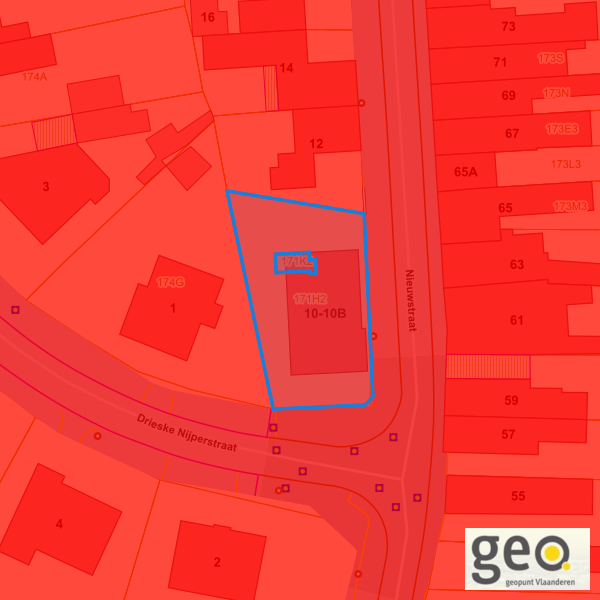 16
73
71
173S
174A
14
69
173N
67
173E3
12
65A
173L3
3
65
173M3
171K2
63
174G
1
171H2
10-10B
61
Nieuwstraat
59
Drieske Nijperstraat
57
55
4
2
geo
geopunt Vlaanderen